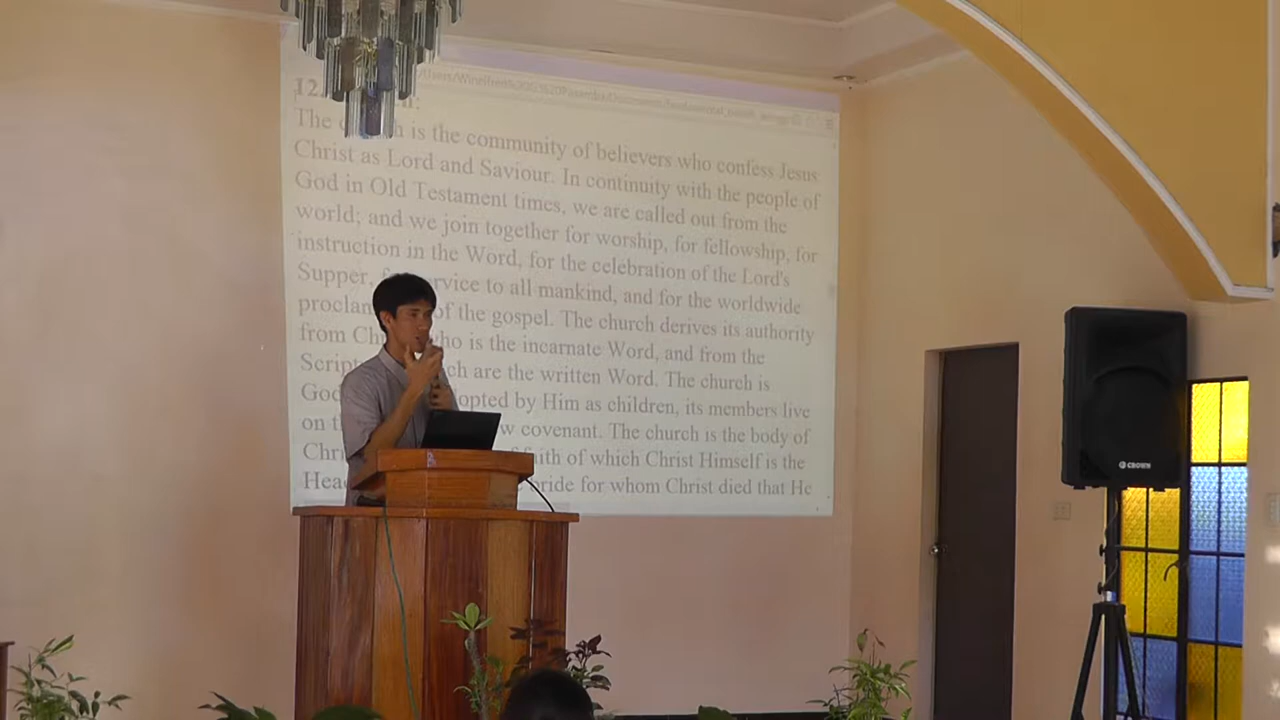 12.
The is the community of believers who confess Jesus
Christ as Lord and Saviour. In continuity with the people of
God in Old Testament times, we are called out from the
world; and we join together for worship, for fellowship, for
instruction in the Word, for the celebration of the Lord's
Supper, rvice to all mankind, and for the worldwide
proclam of the gospel. The church derives its authority
from Ch ho is the incarnate Word, and from the
Script ch are the written Word. The church is
God opted by Him as children, its members live
on t w covenant. The church is the body of
Chri faith of which Christ Himself is the
Hea bride for whom Christ died that He
CROWN